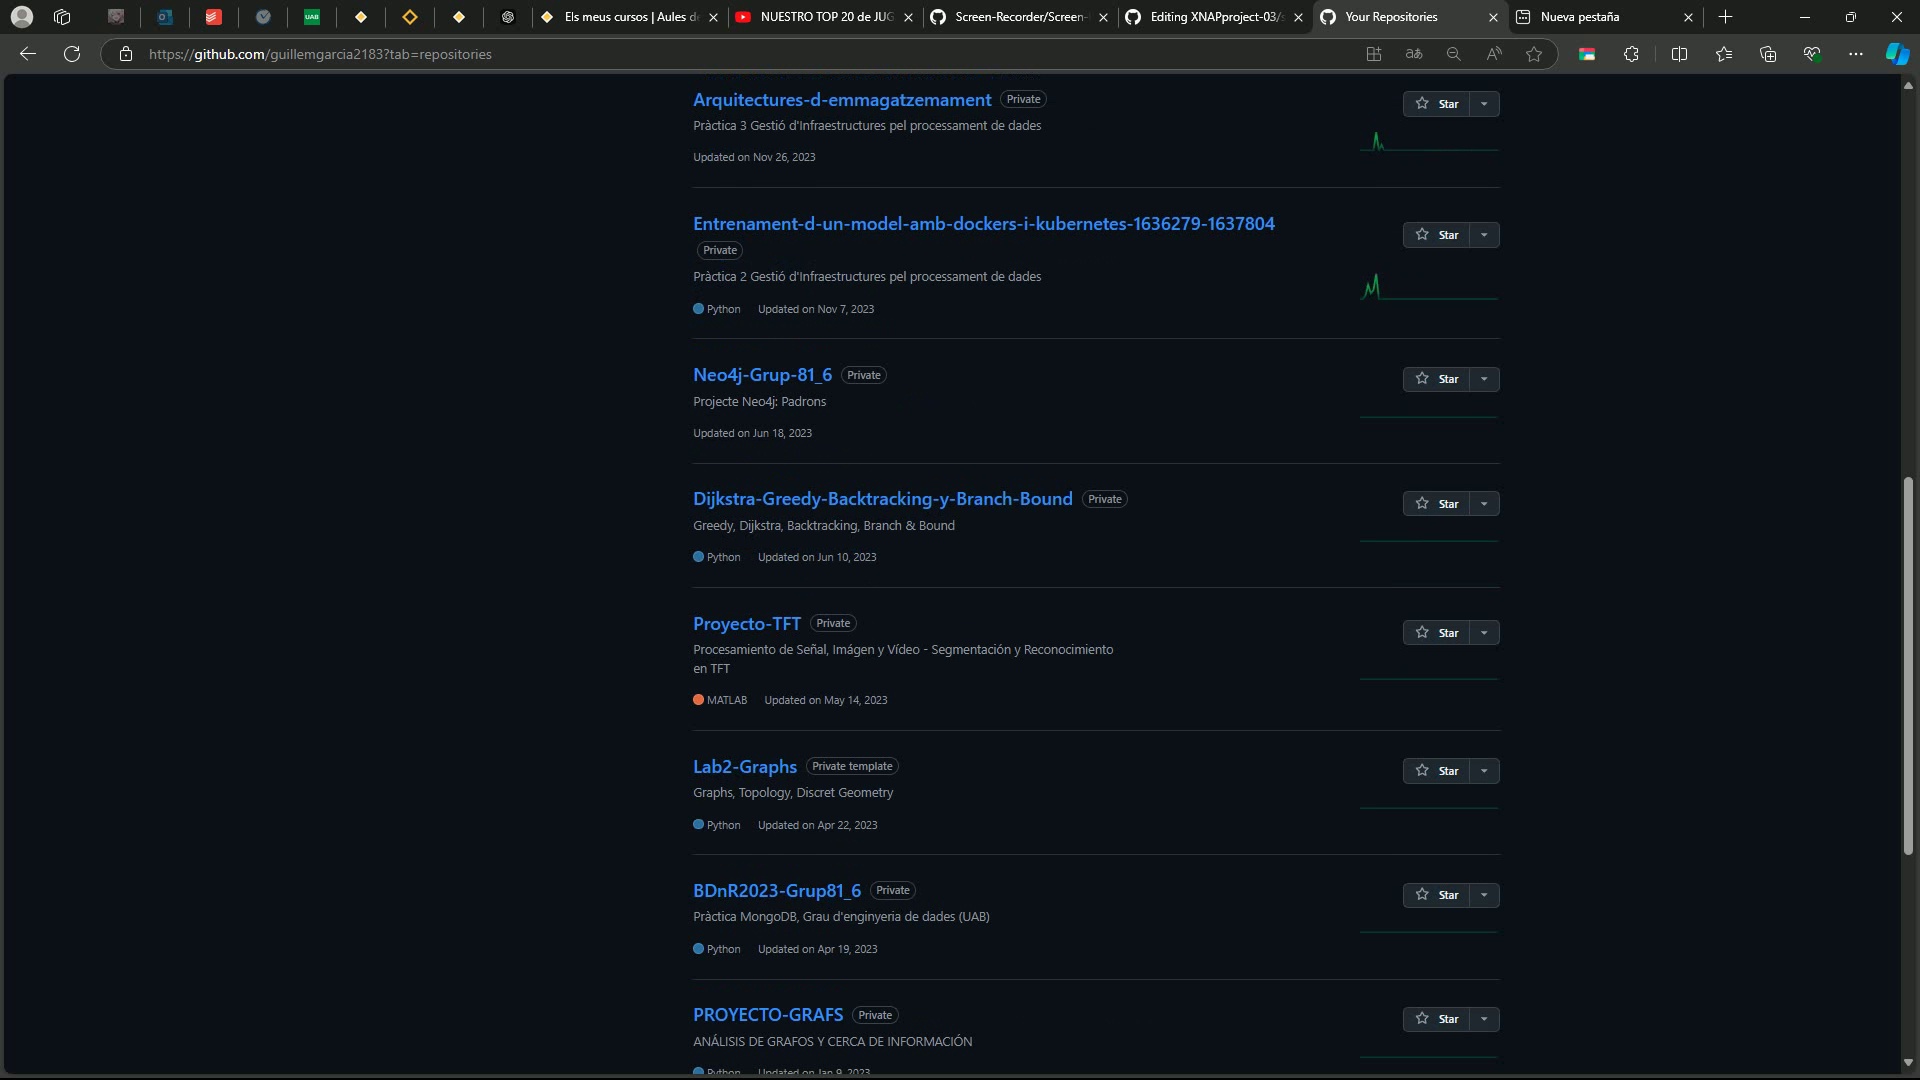 UAB
Els meus cursos | Aules d
NUESTRO TOP 20 de JUG
Screen-Recorder/Screen-
Editing XNAPproject-03/s
Your Repositories
Nueva pestaña
https://github.com/guillemgarcia2183?tab=repositories
Arquitectures-d-emmagatzemament Private
Star
Pràctica 3 Gestió d'Infraestructures pel processament de dades
Updated on Nov 26, 2023
Entrenament-d-un-model-amb-dockers-i-kubernetes-1636279-1637804
Star
Private
Pràctica 2 Gestió d'Infraestructures pel processament de dades
Python Updated on Nov 7, 2023
Neo4j-Grup-81_6 Private
Star
Projecte Neo4j: Padrons
Updated on Jun 18, 2023
Dijkstra-Greedy-Backtracking-y-Branch-Bound Private
Star
Greedy, Dijkstra, Backtracking, Branch & Bound
Python Updated on Jun 10, 2023
Proyecto-TFT Private
Star
Procesamiento de Señal, Imágen y Vídeo - Segmentación y Reconocimiento
en TFT
MATLAB Updated on May 14, 2023
Lab2-Graphs Private template
Star
Graphs, Topology, Discret Geometry
Python Updated on Apr 22, 2023
BDnR2023-Grup81_6 Private
Star
Pràctica MongoDB, Grau d'enginyeria de dades (UAB)
Python Updated on Apr 19, 2023
PROYECTO-GRAFS Private
Star
ANÁLISIS DE GRAFOS Y CERCA DE INFORMACIÓN
Python Updated on Jan 9, 2023